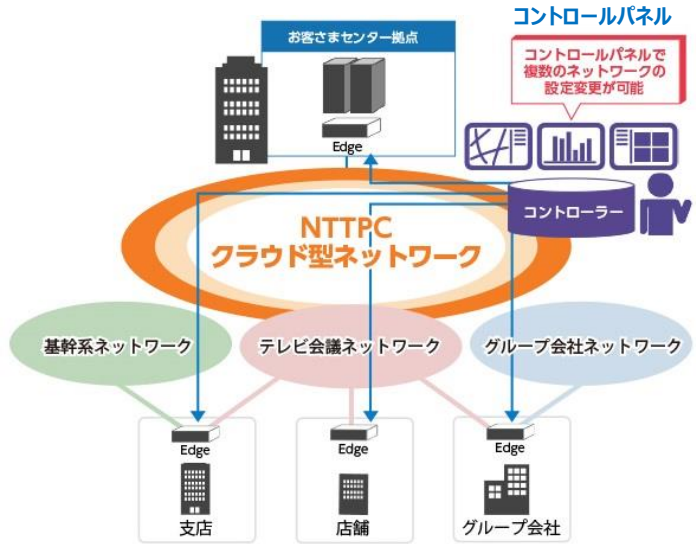 コントロールパネル
お客さまセンター拠点
コントロールパネルで
複数のネットワークの
設定変更が可能
Edge
コントローラー
NTTPC
クラウド型ネットワーク
基幹系ネットワーク
テレビ会議ネットワーク
グループ会社ネットワーク
Edge
Edge
Edge
支店
店舗
グループ会社